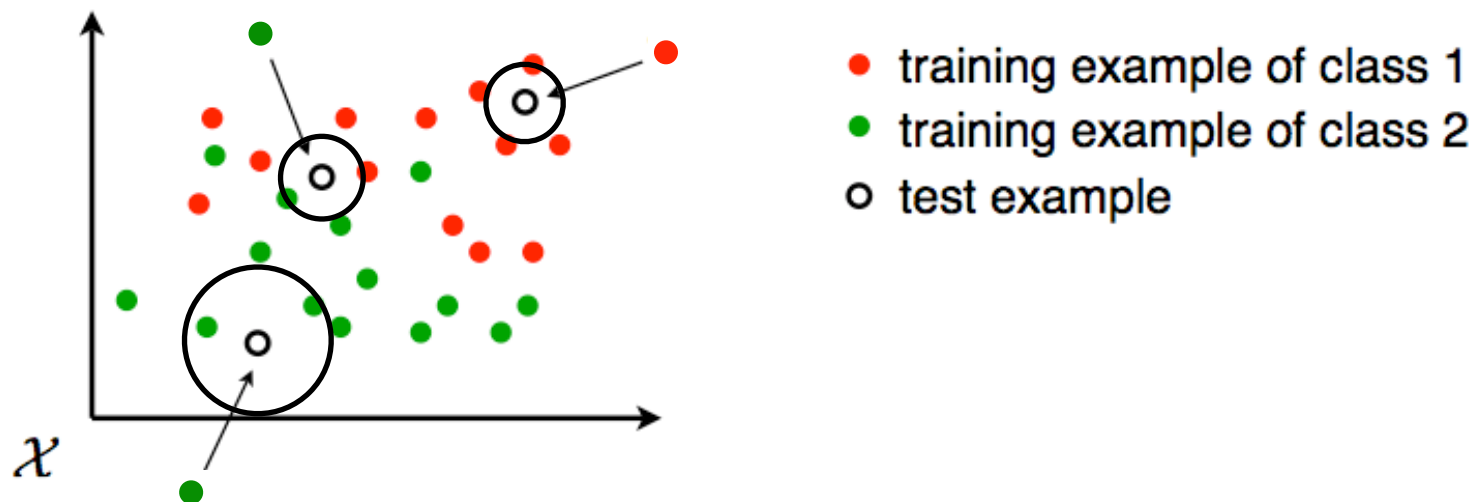 training example of class 1
training example of class 2
test example
𝒳